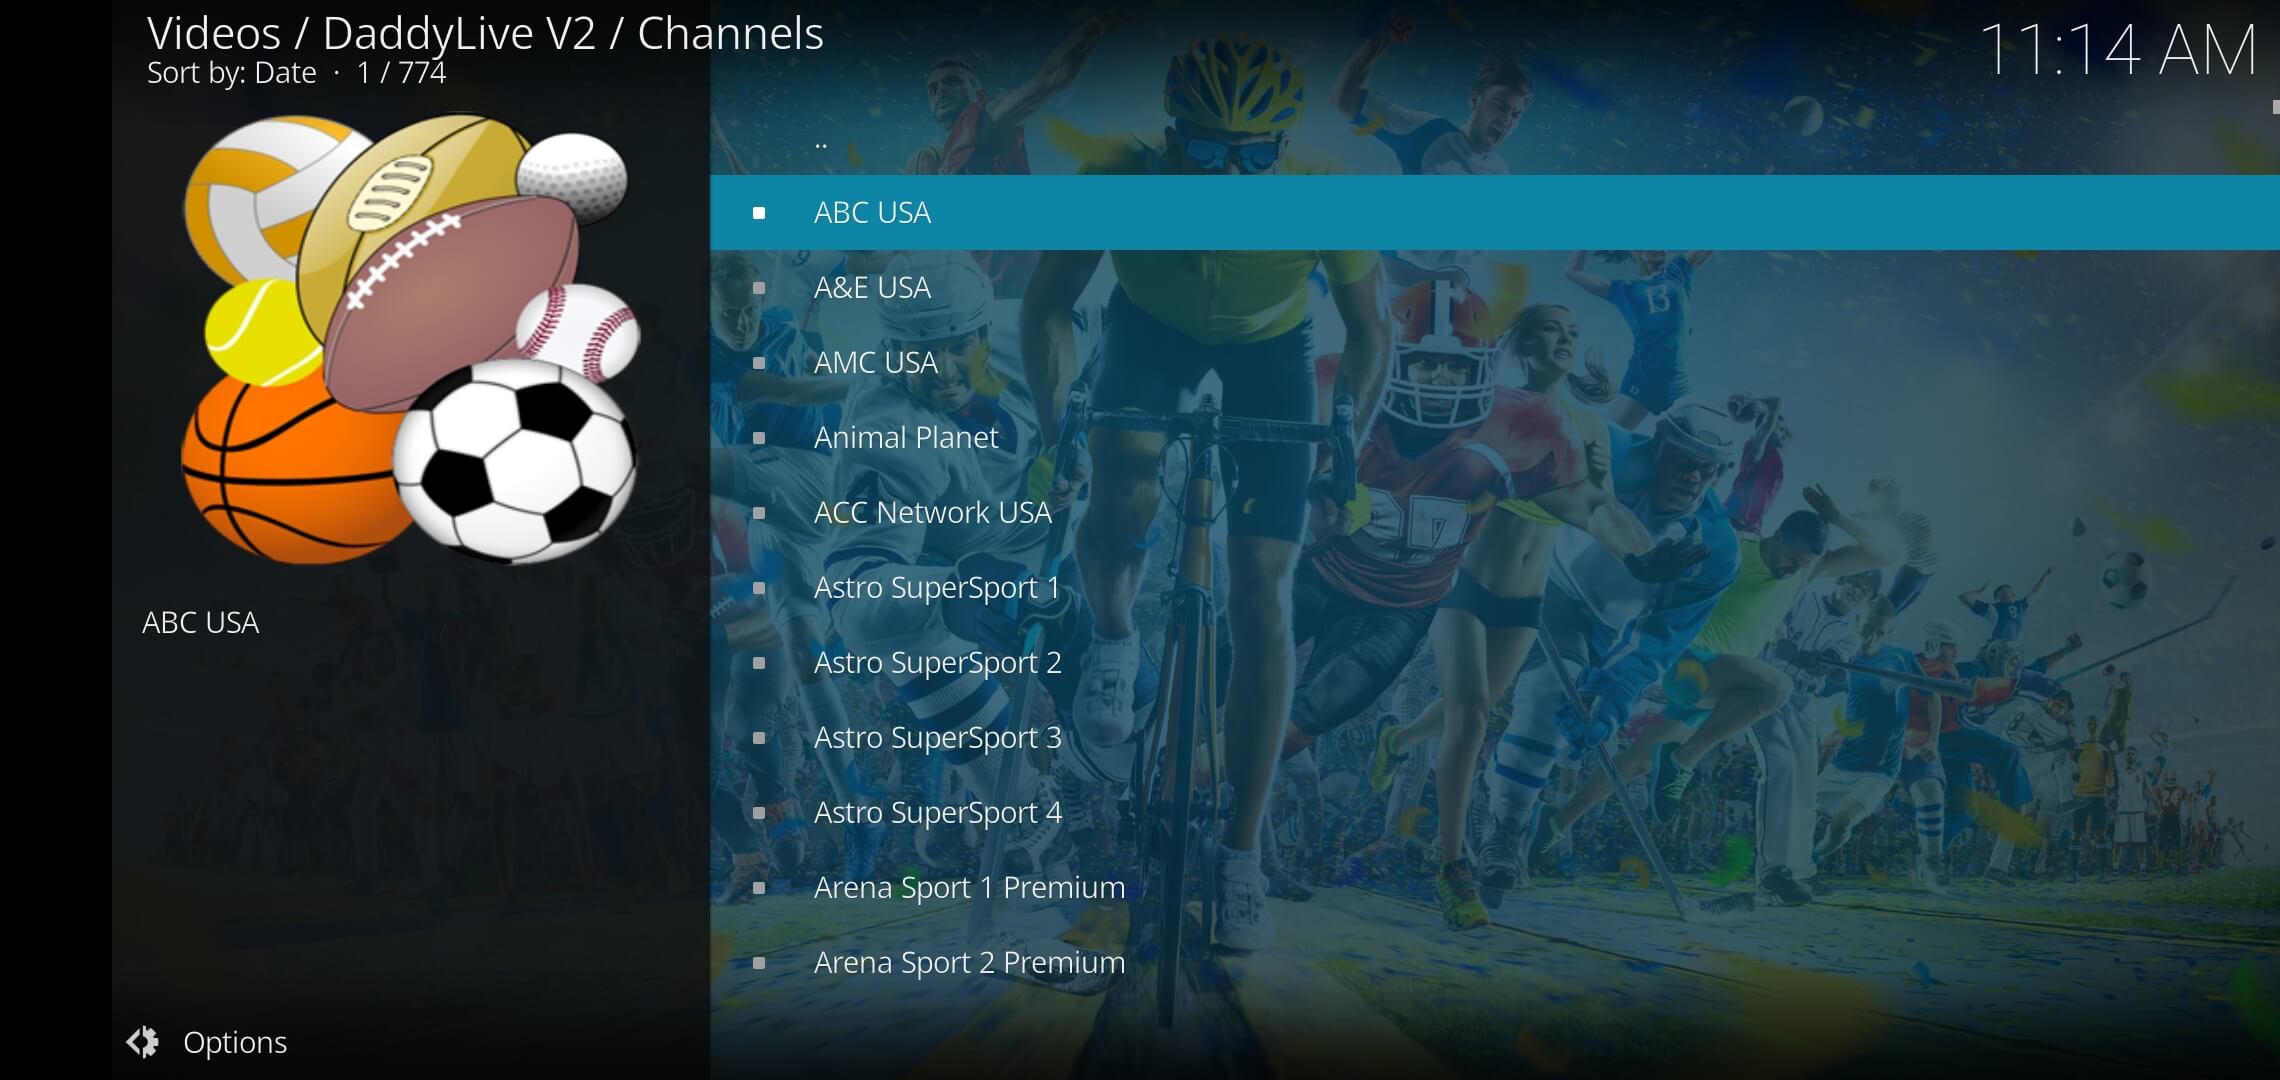 Videos / DaddyLive V2 / Channels
Sort by: Date · 1 / 774
11:14 AM
..
ABC USA
A&E USA
AMC USA
Animal Planet
ACC Network USA
Astro SuperSport 1
Astro SuperSport 2
Astro SuperSport 3
Astro SuperSport 4
Arena Sport 1 Premium
Arena Sport 2 Premium
ABC USA
Options